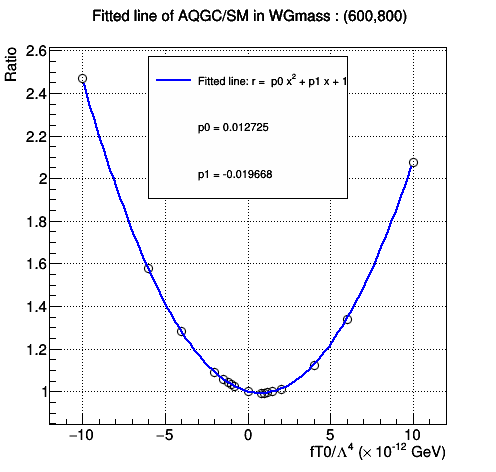 Fitted line of AQGC/SM in WGmass : (600,800)
Ratio
2.6
2.4
2.2
2
1.8
1.6
1.4
1.2
1
Fitted line: r = p0 x² + p1 x + 1
p0 = 0.012725
p1 = -0.019668
−10 −5 0 5 10
fT0/Λ⁴ (× 10⁻¹² GeV)